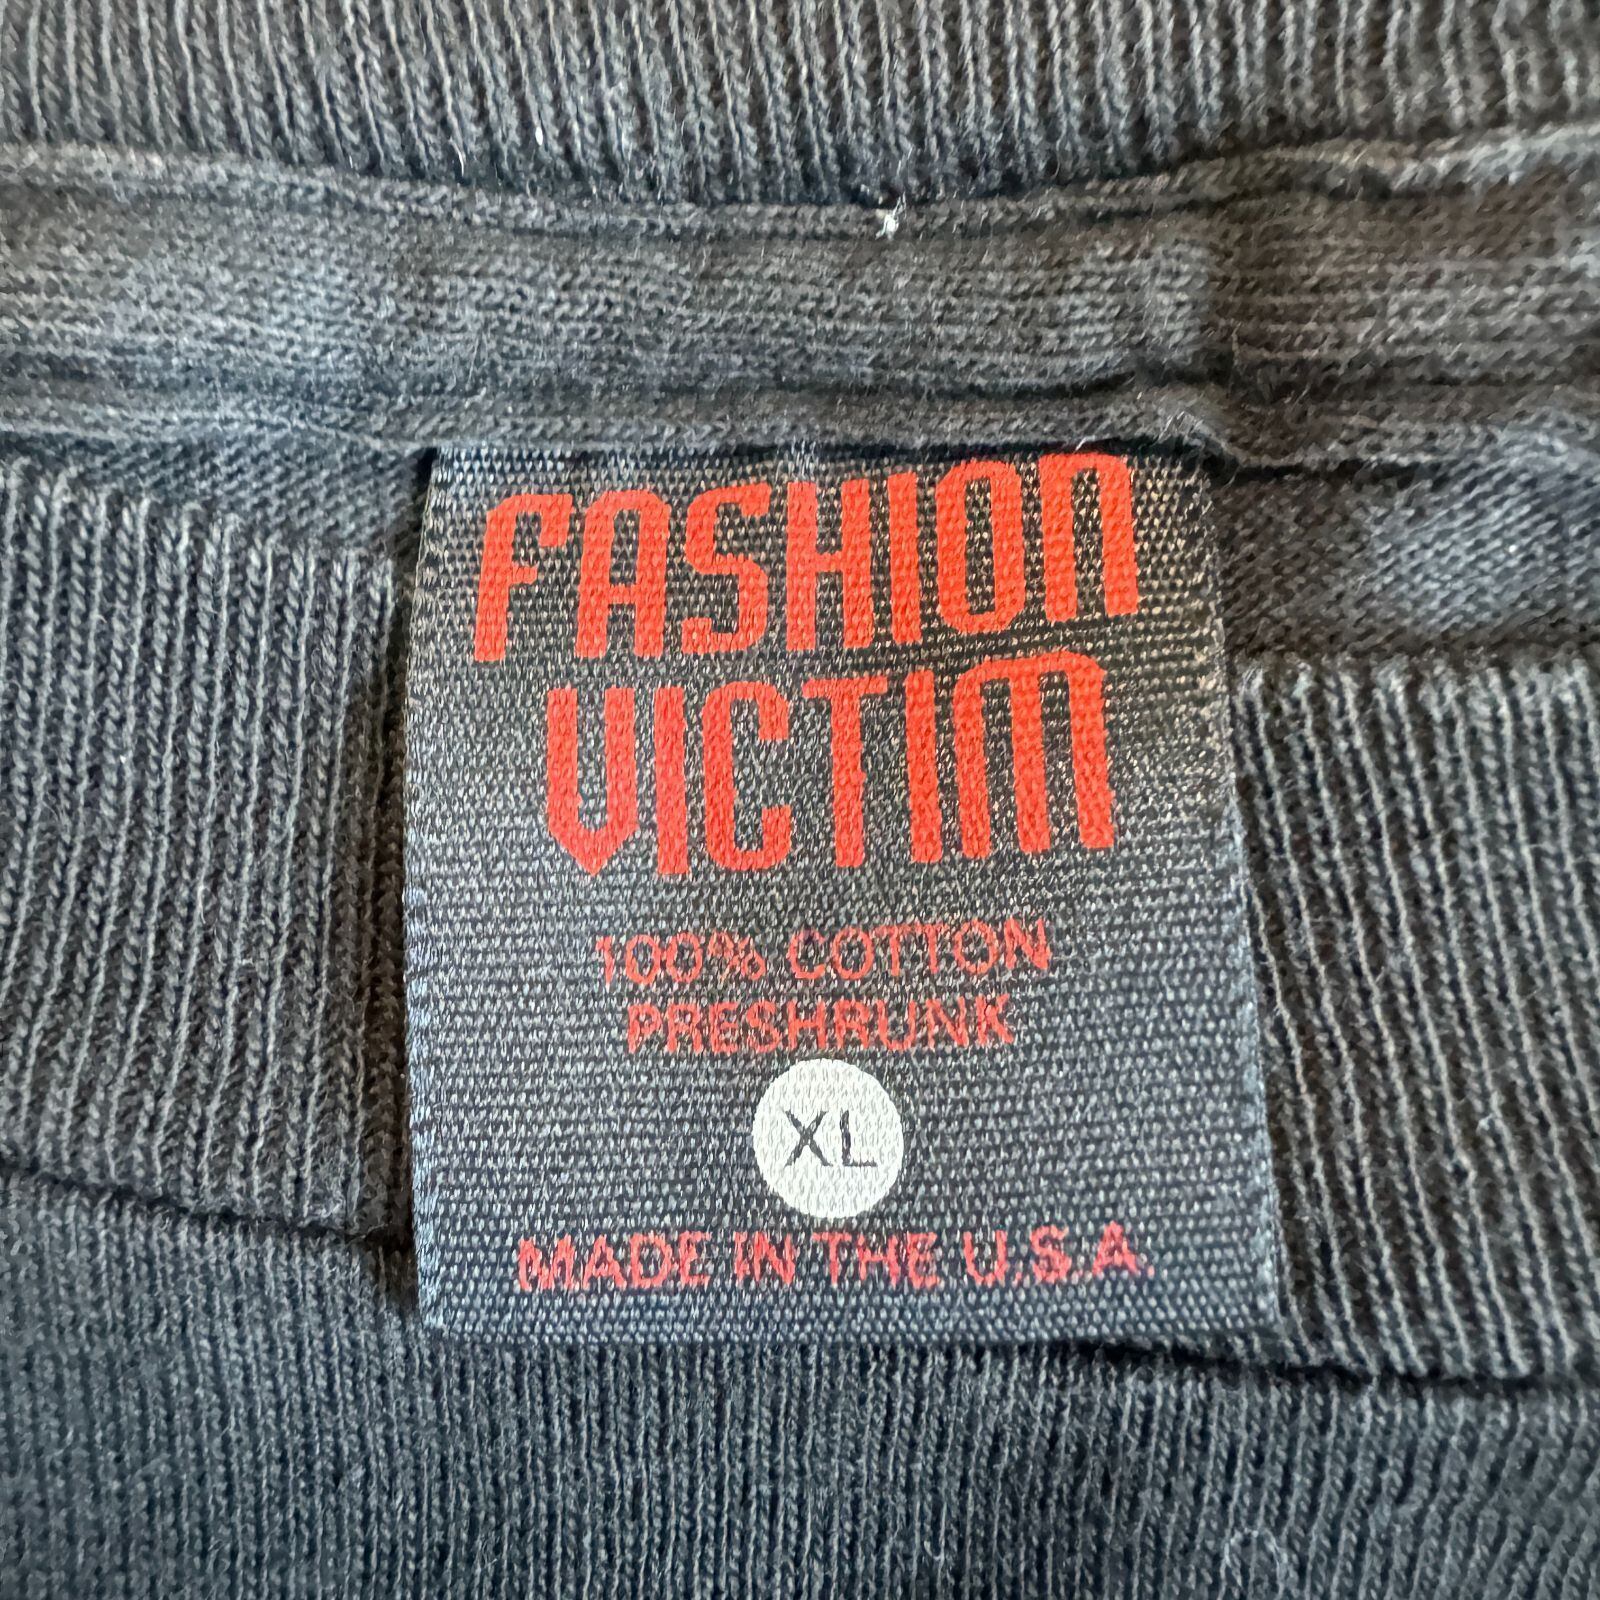 FASHION
VICTIM
100% COTTON
PRESHRUNK
XL
MADE IN THE U.S.A.